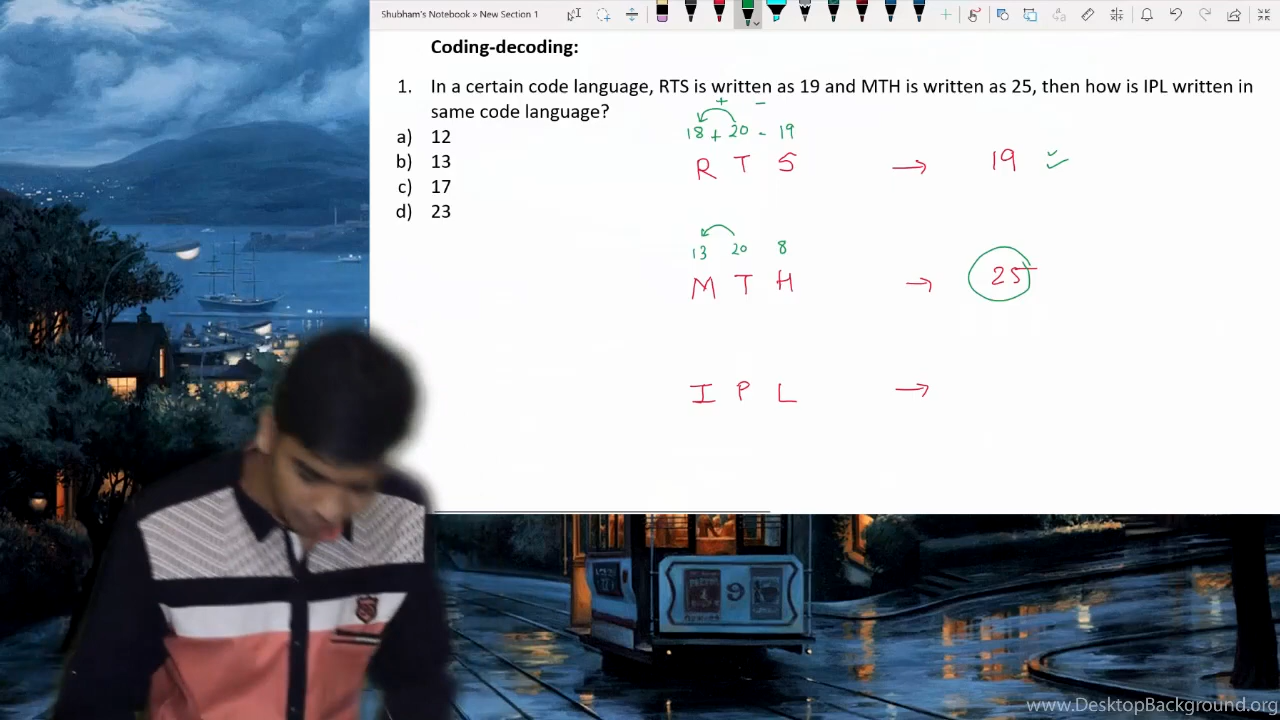 Shubham's Notebook » New Section 1
Coding-decoding:
1. In a certain code language, RTS is written as 19 and MTH is written as 25, then how is IPL written in
same code language?
a) 12
b) 13
c) 17
d) 23
+ -
18 + 20 - 19
R T S → 19
13 20 8
M T H → 25
I P L →
9
www.DesktopBackground.org